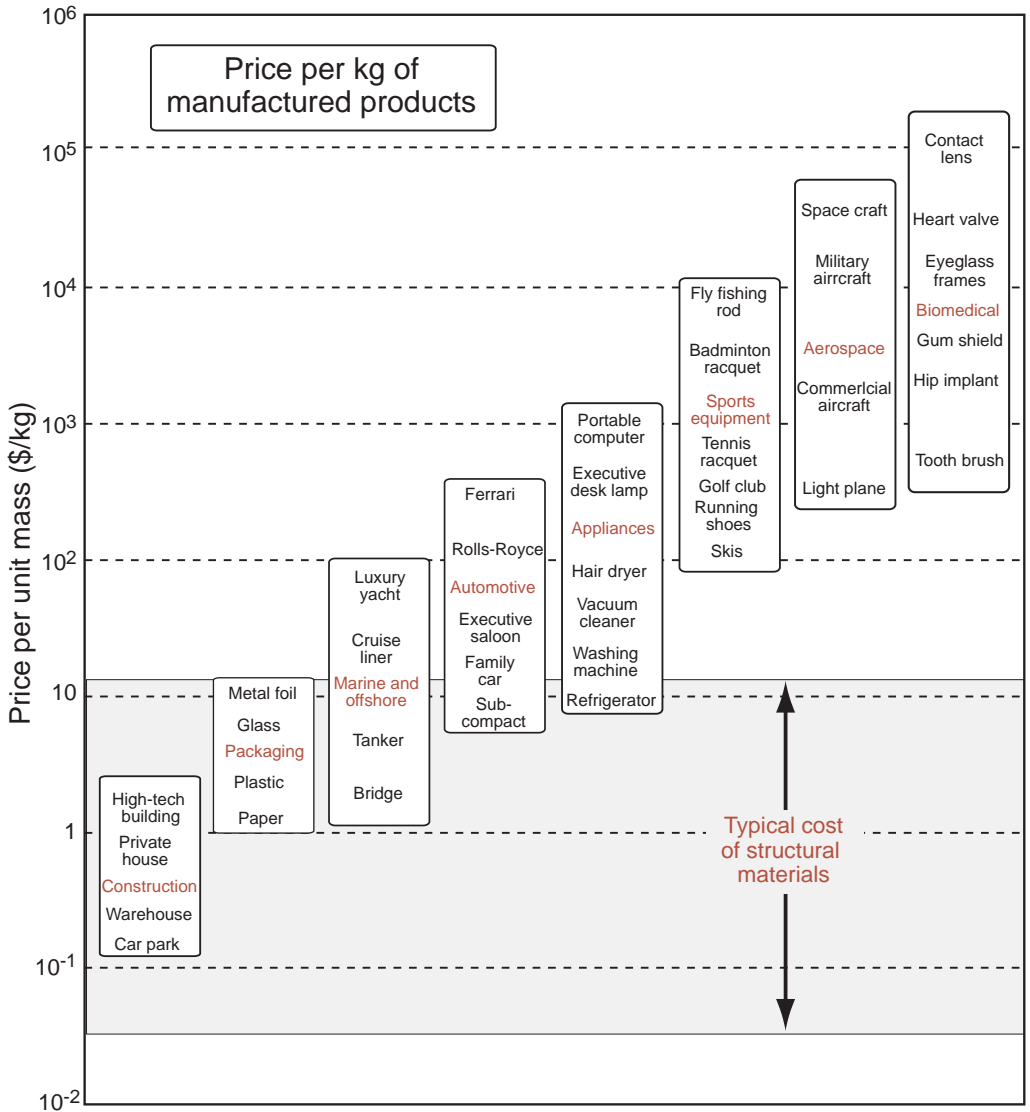 Price per kg of
manufactured products
Price per unit mass ($/kg)
10^6
10^5
10^4
10^3
10^2
10
1
10^-1
10^-2
High-tech
building
Private
house
Construction
Warehouse
Car park
Metal foil
Glass
Packaging
Plastic
Paper
Luxury
yacht
Cruise
liner
Marine and
offshore
Tanker
Bridge
Ferrari
Rolls-Royce
Automotive
Executive
saloon
Family
car
Sub-
compact
Portable
computer
Executive
desk lamp
Appliances
Hair dryer
Vacuum
cleaner
Washing
machine
Refrigerator
Fly fishing
rod
Badminton
racquet
Sports
equipment
Tennis
racquet
Golf club
Running
shoes
Skis
Space craft
Military
airrcraft
Aerospace
Commerlcial
aircraft
Light plane
Contact
lens
Heart valve
Eyeglass
frames
Biomedical
Gum shield
Hip implant
Tooth brush
Typical cost
of structural
materials